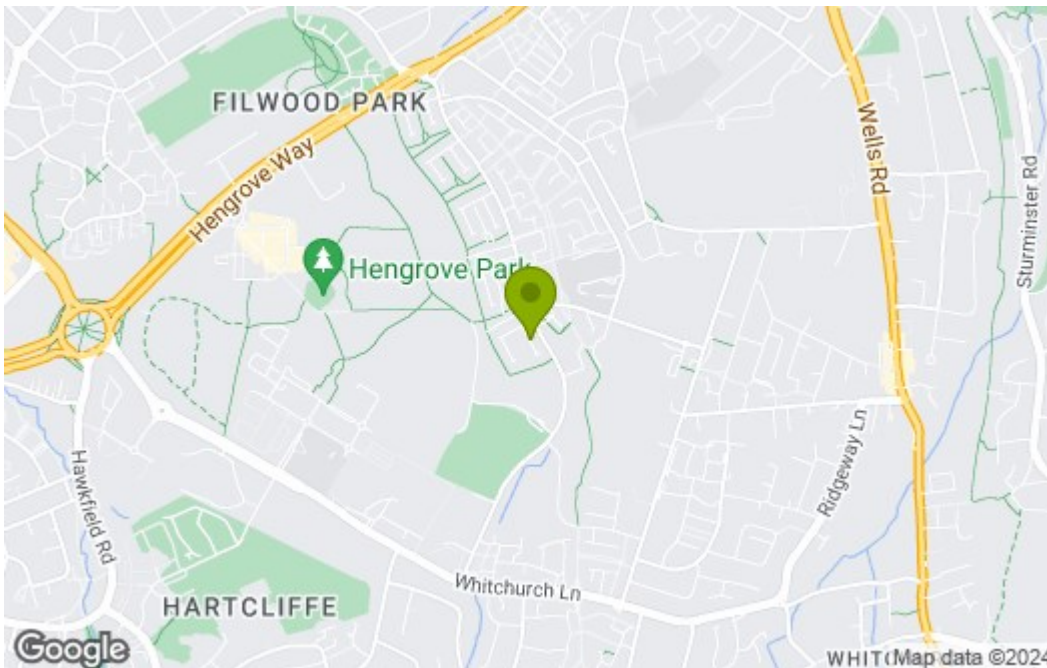 FILWOOD PARK
Hengrove Way
Wells Rd
Sturminster Rd
Hengrove Park
Hawkfield Rd
Ridgeway Ln
Whitchurch Ln
HARTCLIFFE
Google
WHIT
Map data ©2024